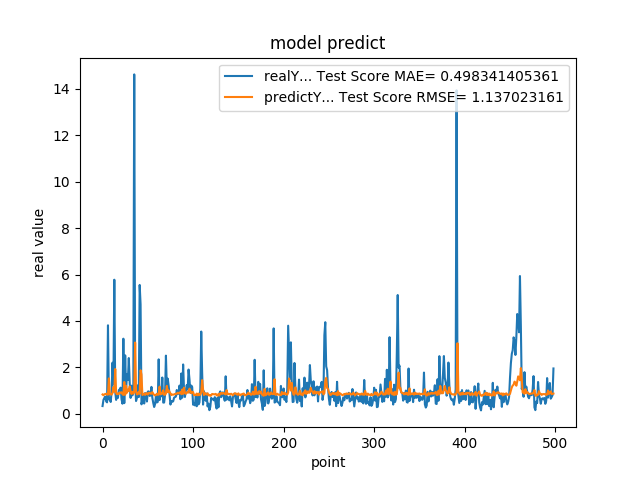 model predict
realY... Test Score MAE= 0.498341405361
predictY... Test Score RMSE= 1.137023161
real value
14
12
10
8
6
4
2
0
0 100 200 300 400 500
point